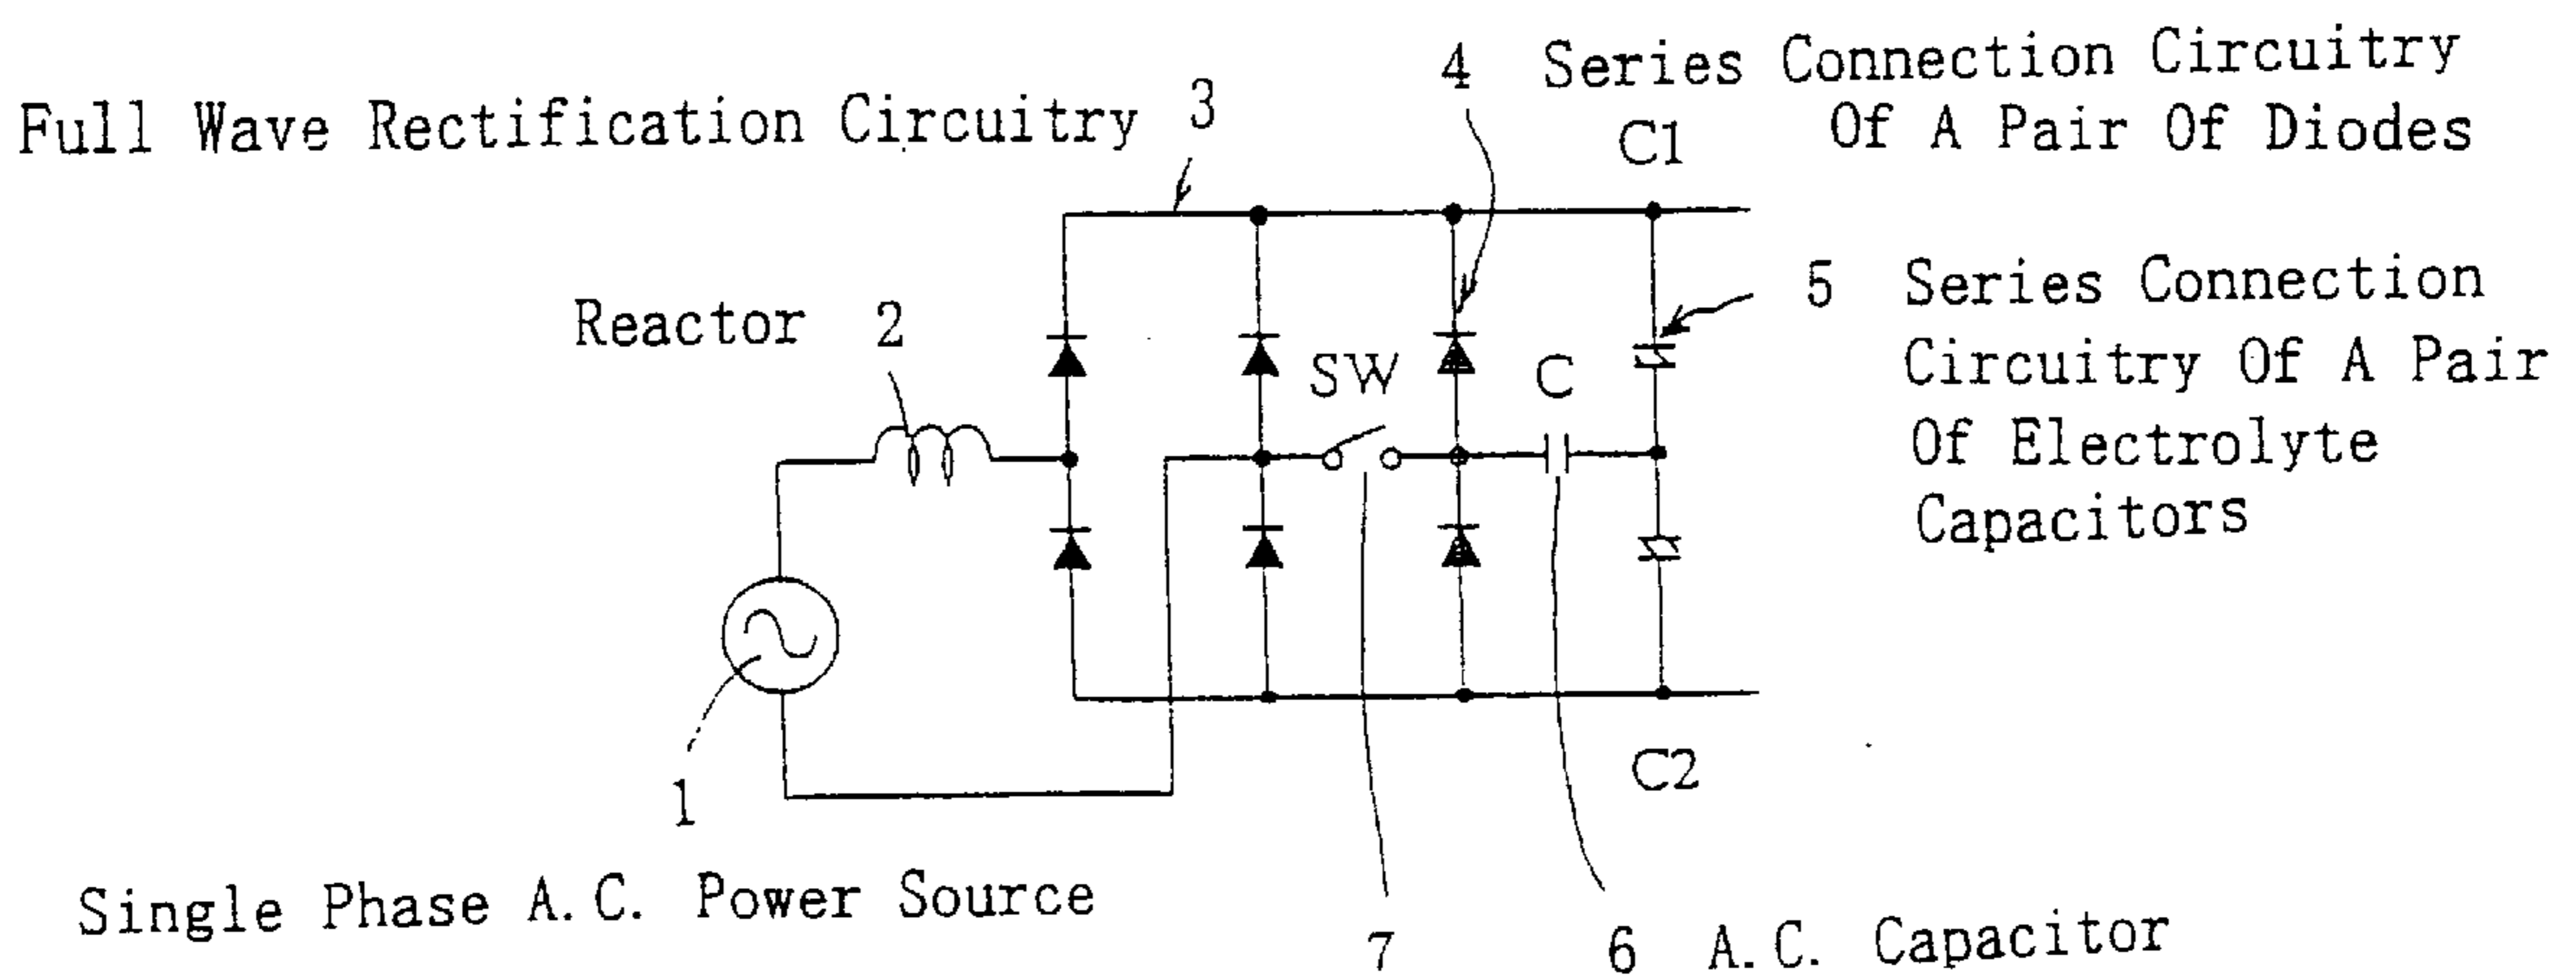 4 Series Connection Circuitry
Full Wave Rectification Circuitry 3
C1 Of A Pair Of Diodes
5 Series Connection
Reactor 2
Circuitry Of A Pair
SW C
Of Electrolyte
Capacitors
C2
1
Single Phase A.C. Power Source
7 6 A.C. Capacitor